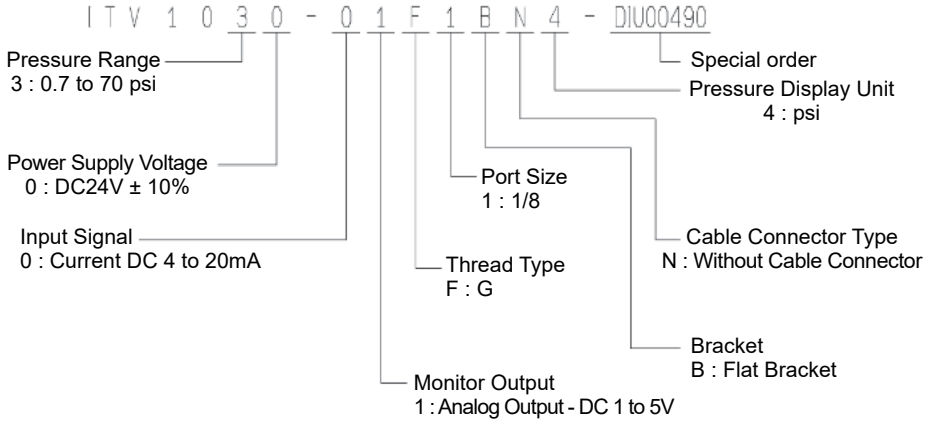 ITV 1030-01F1BN4-DIU00490
Pressure Range
3 : 0.7 to 70 psi
Special order
Pressure Display Unit
4 : psi
Power Supply Voltage
0 : DC24V ± 10%
Port Size
1 : 1/8
Input Signal
0 : Current DC 4 to 20mA
Cable Connector Type
N : Without Cable Connector
Thread Type
F : G
Bracket
B : Flat Bracket
Monitor Output
1 : Analog Output - DC 1 to 5V